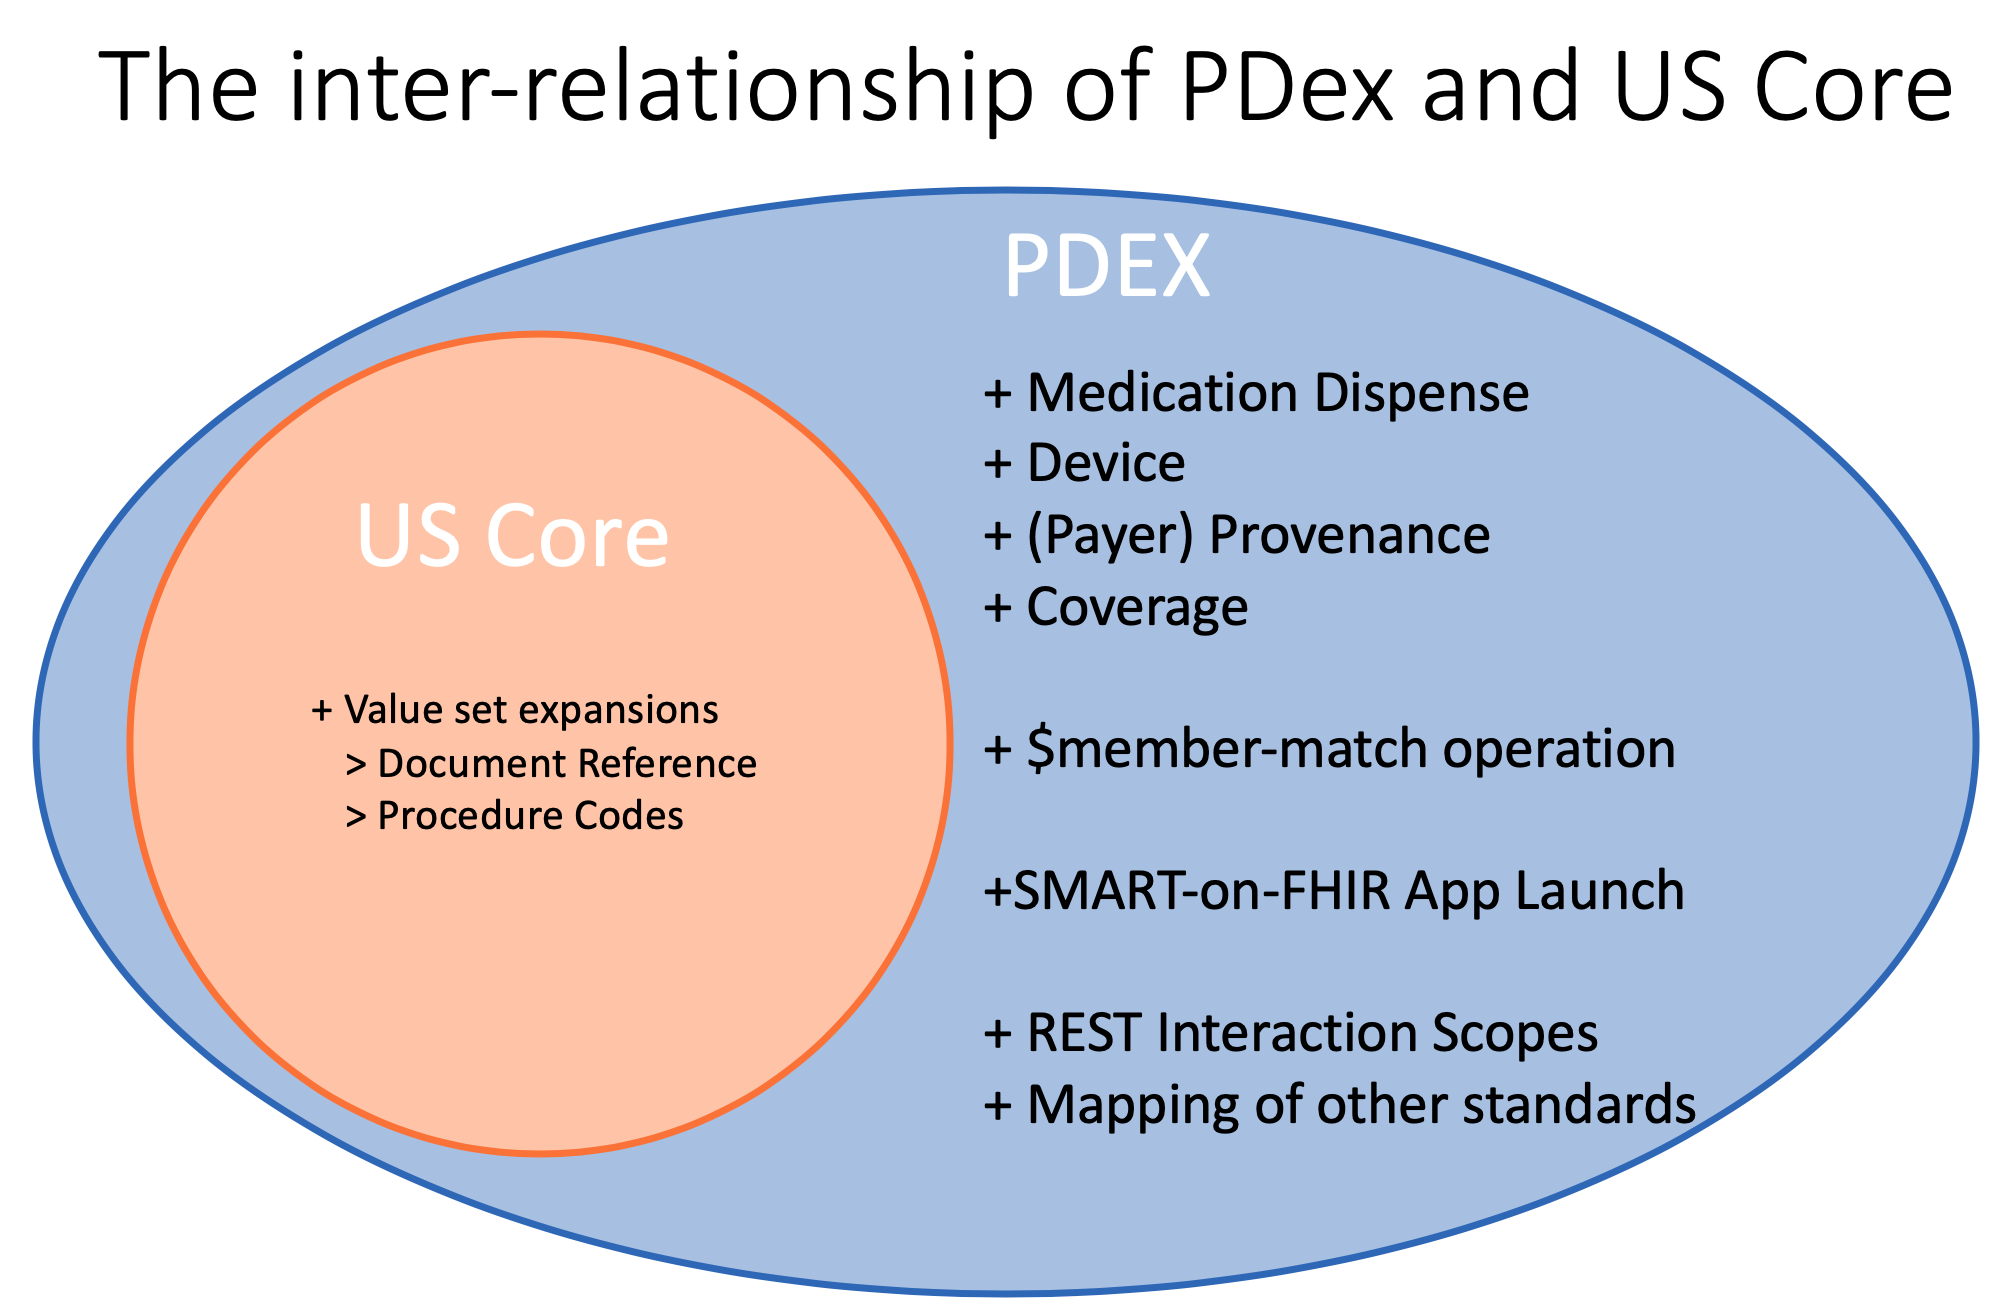 The inter-relationship of PDex and US Core
PDEX
+ Medication Dispense
+ Device
+ (Payer) Provenance
+ Coverage
+ $member-match operation
+SMART-on-FHIR App Launch
+ REST Interaction Scopes
+ Mapping of other standards
US Core
+ Value set expansions
> Document Reference
> Procedure Codes